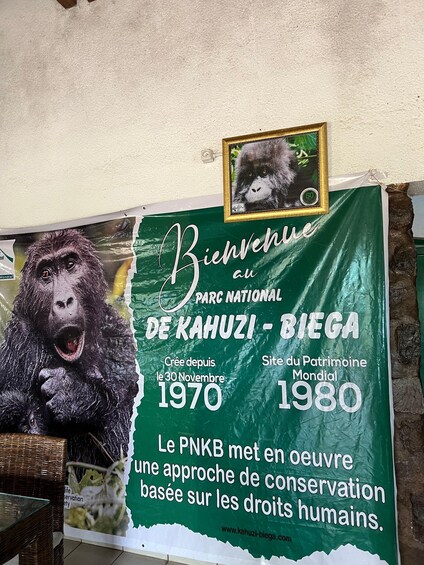 Bienvenue
au
PARC NATIONAL
DE KAHUZI - BIEGA
Crée depuis
le 30 Novembre
1970
Site du Patrimoine
Mondial
1980
Le PNKB met en oeuvre
une approche de conservation
basée sur les droits humains.
www.kahuzi-biega.com